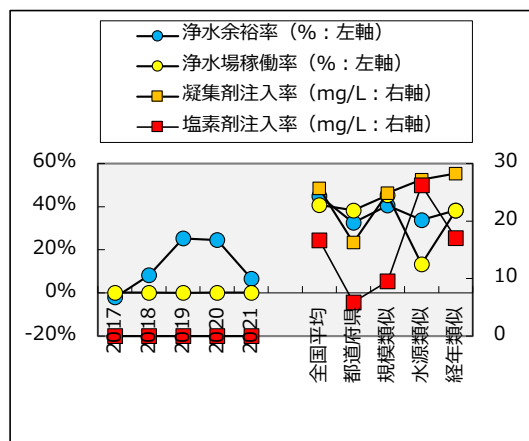 浄水余裕率（%：左軸）
浄水場稼働率（%：左軸）
凝集剤注入率（mg/L：右軸）
塩素剤注入率（mg/L：右軸）
60%
40%
20%
0%
-20%
30
20
10
0
2017
2018
2019
2020
2021
全国平均
都道府県
規模類似
水源類似
経年類似